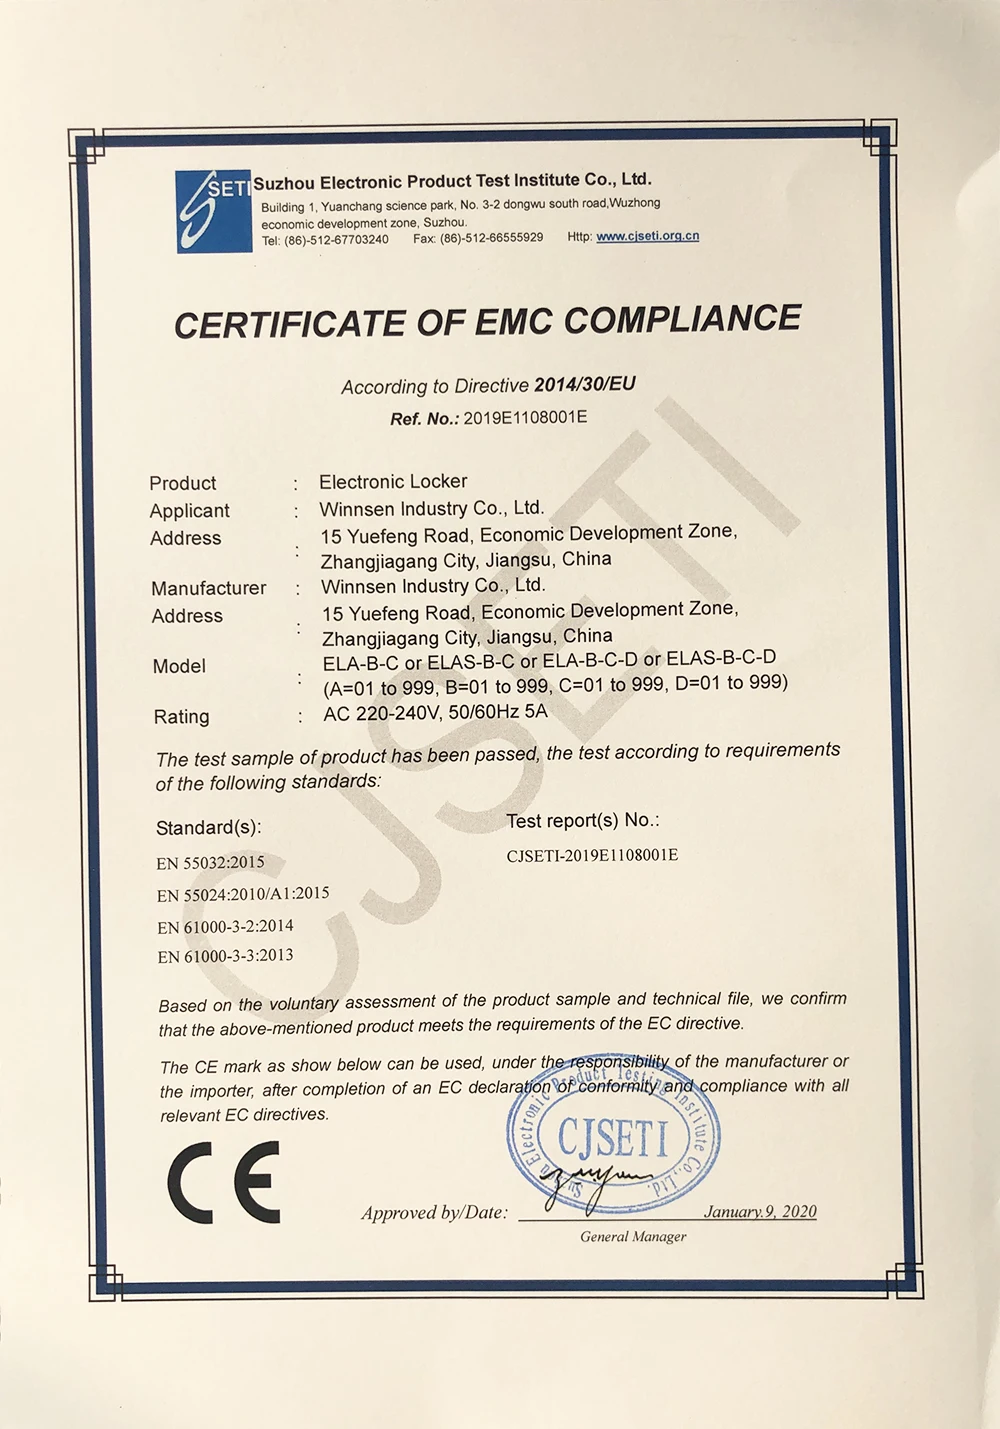 SETI
Suzhou Electronic Product Test Institute Co., Ltd.
Building 1, Yuanchang science park, No. 3-2 dongwu south road,Wuzhong
economic development zone, Suzhou.
Tel: (86)-512-67703240 Fax: (86)-512-66555929 Http: www.cjseti.org.cn
CERTIFICATE OF EMC COMPLIANCE
According to Directive 2014/30/EU
Ref. No.: 2019E1108001E
Product : Electronic Locker
Applicant : Winnsen Industry Co., Ltd.
Address : 15 Yuefeng Road, Economic Development Zone,
Zhangjiagang City, Jiangsu, China
Manufacturer : Winnsen Industry Co., Ltd.
Address : 15 Yuefeng Road, Economic Development Zone,
Zhangjiagang City, Jiangsu, China
Model : ELA-B-C or ELAS-B-C or ELA-B-C-D or ELAS-B-C-D
(A=01 to 999, B=01 to 999, C=01 to 999, D=01 to 999)
Rating : AC 220-240V, 50/60Hz 5A
The test sample of product has been passed, the test according to requirements
of the following standards:
Standard(s): Test report(s) No.:
EN 55032:2015 CJSETI-2019E1108001E
EN 55024:2010/A1:2015
EN 61000-3-2:2014
EN 61000-3-3:2013
CJSETI
Based on the voluntary assessment of the product sample and technical file, we confirm
that the above-mentioned product meets the requirements of the EC directive.
The CE mark as show below can be used, under the responsibility of the manufacturer or
the importer, after completion of an EC declaration of conformity and compliance with all
relevant EC directives.
CE
Electronic Product Testing Institute Co.,Ltd.
CJSETI
Approved by/Date: January.9, 2020
General Manager